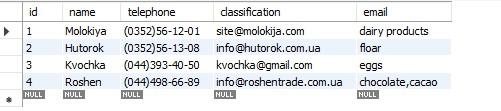 id name telephone classification email
1 Molokiya (0352)56-12-01 site@molokija.com dairy products
2 Hutorok (0352)56-13-08 info@hutorok.com.ua floar
3 Kvochka (044)393-40-50 kvochka@gmail.com eggs
4 Roshen (044)498-66-89 info@roshentrade.com.ua chocolate,cacao
NULL NULL NULL NULL NULL